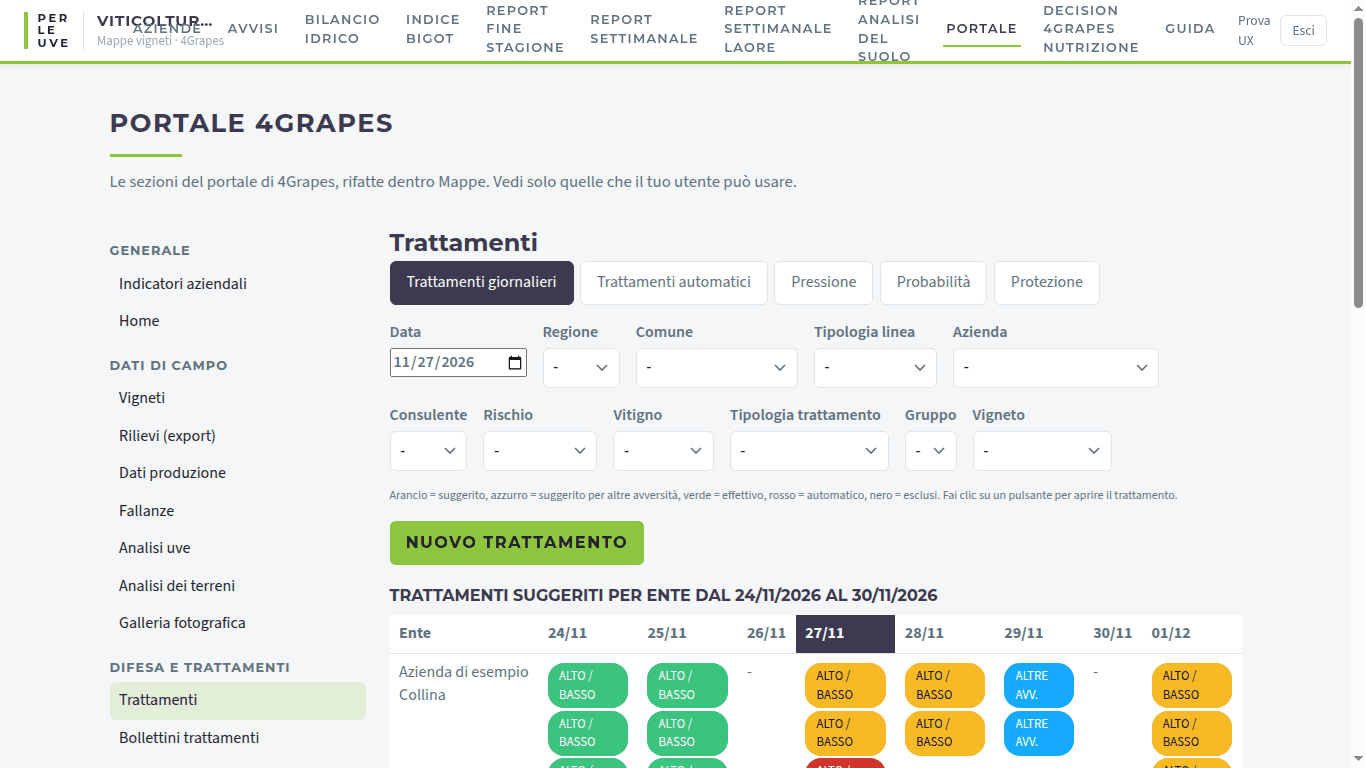 PER
LE
UVE
VITICOLTUR...
Mappe vigneti · 4Grapes
AZIENDE
AVVISI
BILANCIO
IDRICO
INDICE
BIGOT
REPORT
FINE
STAGIONE
REPORT
SETTIMANALE
REPORT
SETTIMANALE
LAORE
REPORT
ANALISI
DEL
SUOLO
PORTALE
DECISION
4GRAPES
NUTRIZIONE
GUIDA
Prova
UX
Esci
PORTALE 4GRAPES
Le sezioni del portale di 4Grapes, rifatte dentro Mappe. Vedi solo quelle che il tuo utente può usare.
GENERALE
Indicatori aziendali
Home
DATI DI CAMPO
Vigneti
Rilievi (export)
Dati produzione
Fallanze
Analisi uve
Analisi dei terreni
Galleria fotografica
DIFESA E TRATTAMENTI
Trattamenti
Bollettini trattamenti
Trattamenti
Trattamenti giornalieri
Trattamenti automatici
Pressione
Probabilità
Protezione
Data Regione Comune Tipologia linea Azienda
11/27/2026 - - - -
Consulente Rischio Vitigno Tipologia trattamento Gruppo Vigneto
- - - - - -
Arancio = suggerito, azzurro = suggerito per altre avversità, verde = effettivo, rosso = automatico, nero = esclusi. Fai clic su un pulsante per aprire il trattamento.
NUOVO TRATTAMENTO
TRATTAMENTI SUGGERITI PER ENTE DAL 24/11/2026 AL 30/11/2026
Ente 24/11 25/11 26/11 27/11 28/11 29/11 30/11 01/12
Azienda di esempio
Collina
ALTO / ALTO / - ALTO / ALTO / ALTRE - ALTO /
BASSO BASSO BASSO BASSO AVV. BASSO
ALTO / ALTO / ALTO / ALTO / ALTRE ALTO /
BASSO BASSO BASSO BASSO AVV. BASSO
ALTO / ALTO / ALTO / ALTO /